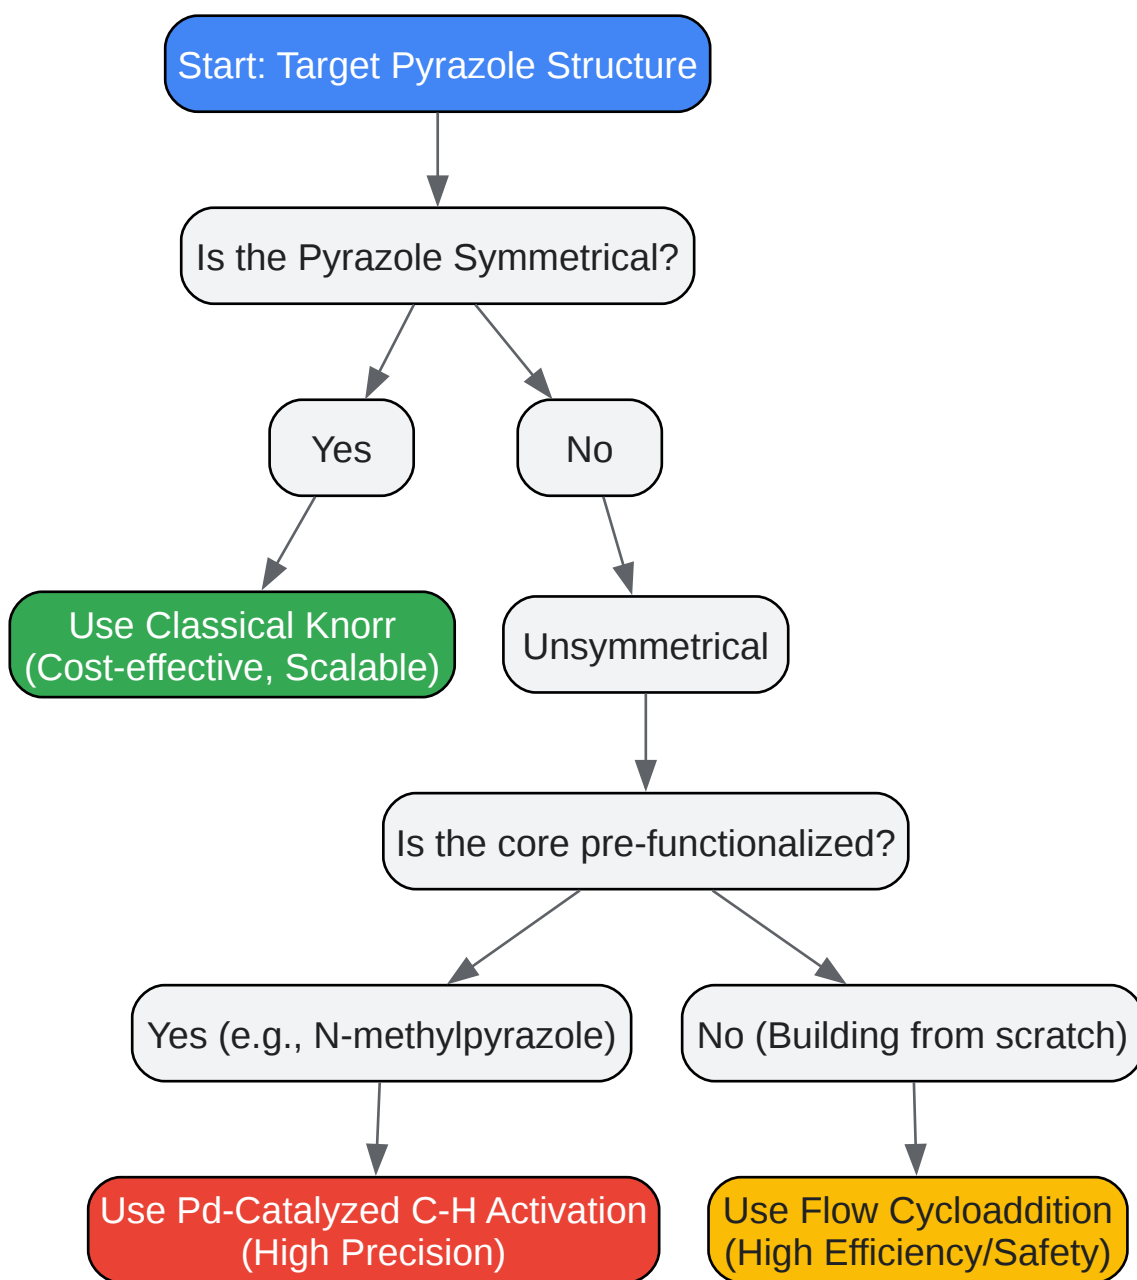 Start: Target Pyrazole Structure
Is the Pyrazole Symmetrical?
Yes
No
Use Classical Knorr
(Cost-effective, Scalable)
Unsymmetrical
Is the core pre-functionalized?
Yes (e.g., N-methylpyrazole)
No (Building from scratch)
Use Pd-Catalyzed C-H Activation
(High Precision)
Use Flow Cycloaddition
(High Efficiency/Safety)